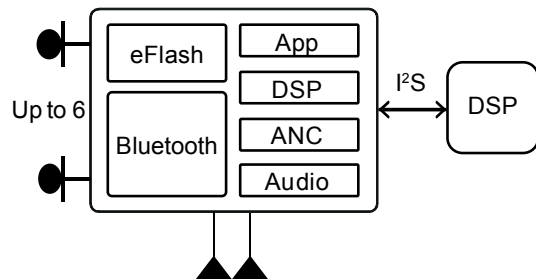 Up to 6
eFlash
Bluetooth
App
DSP
ANC
Audio
I²S
DSP